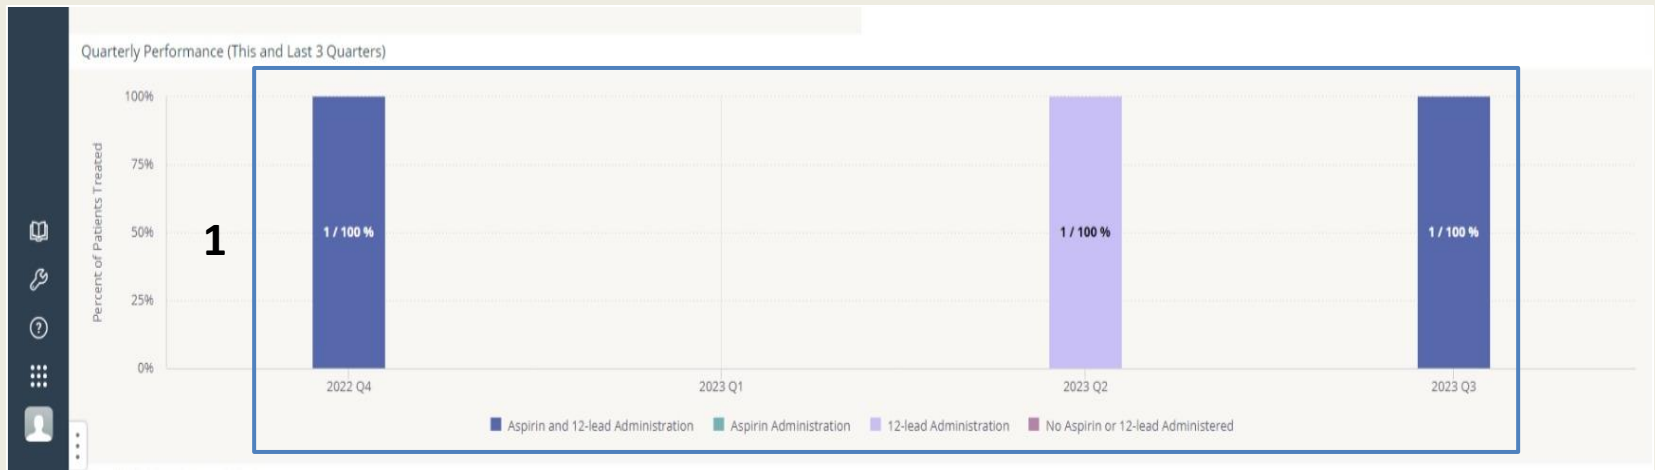 Quarterly Performance (This and Last 3 Quarters)
Percent of Patients Treated
100%
75%
50%
25%
0%
1
1 / 100 %
1 / 100 %
1 / 100 %
2022 Q4
2023 Q1
2023 Q2
2023 Q3
Aspirin and 12-lead Administration
Aspirin Administration
12-lead Administration
No Aspirin or 12-lead Administered